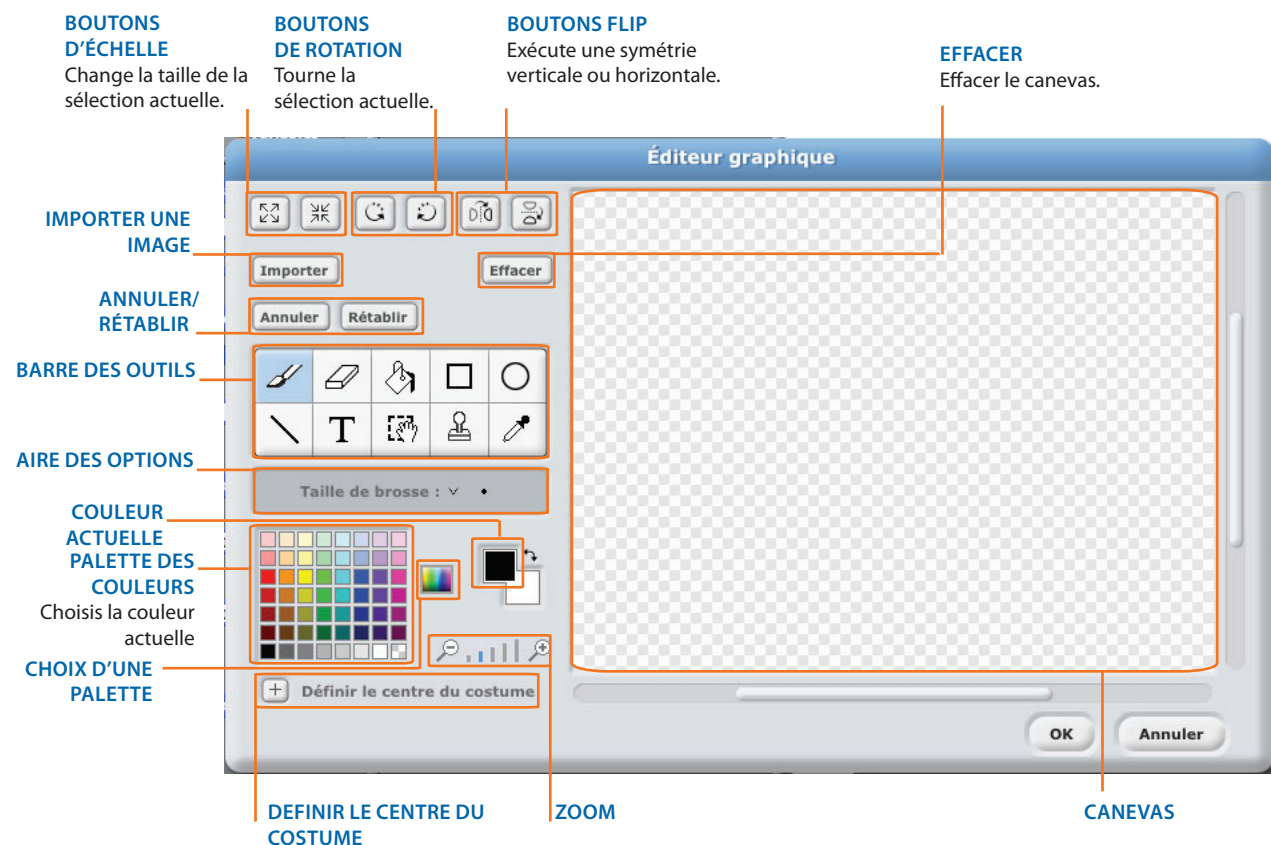 BOUTONS
D'ÉCHELLE
Change la taille de la
sélection actuelle.
BOUTONS
DE ROTATION
Tourne la
sélection actuelle.
BOUTONS FLIP
Exécute une symétrie
verticale ou horizontale.
EFFACER
Effacer le canevas.
Éditeur graphique
IMPORTER UNE
IMAGE
Importer
Effacer
ANNULER/
RÉTABLIR
Annuler
Rétablir
BARRE DES OUTILS
T
AIRE DES OPTIONS
Taille de brosse :
COULEUR
ACTUELLE
PALETTE DES
COULEURS
Choisis la couleur
actuelle
CHOIX D'UNE
PALETTE
Définir le centre du costume
OK
Annuler
DEFINIR LE CENTRE DU
COSTUME
ZOOM
CANEVAS